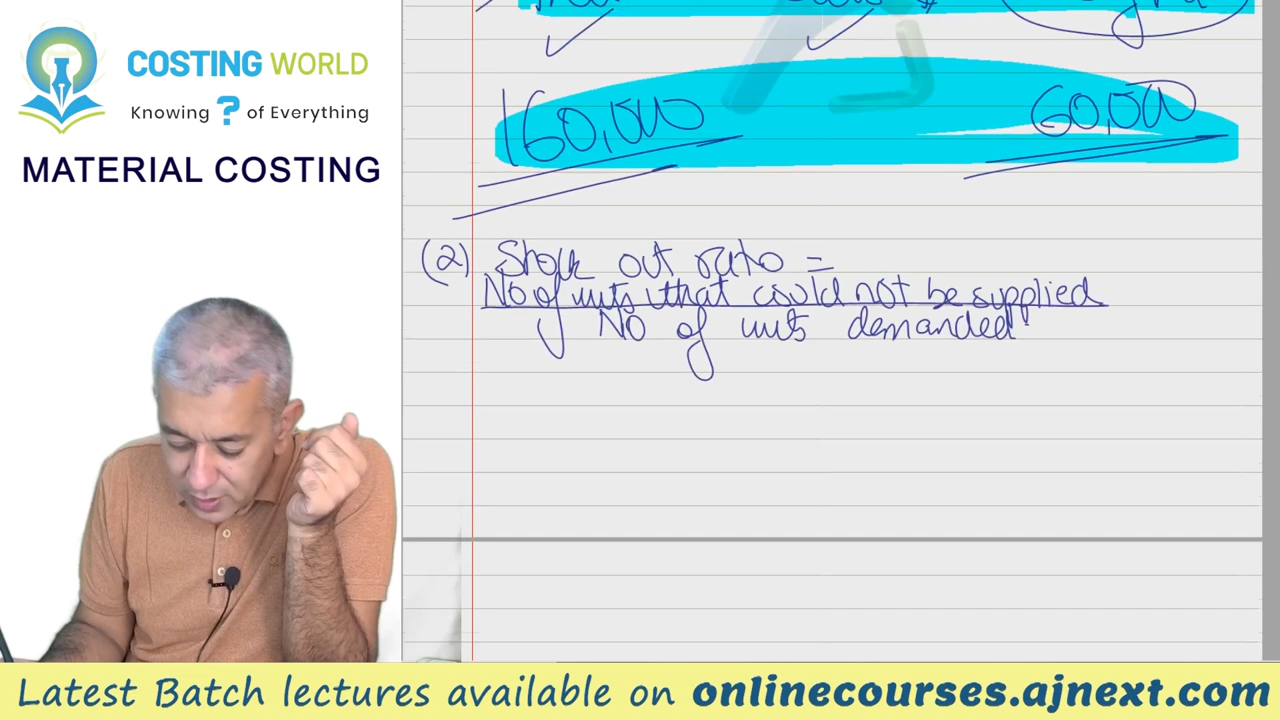 COSTING WORLD
Knowing ? of Everything
MATERIAL COSTING
160,000 60,000
(2) Stock out ratio =
No of units that could not be supplied
No of units demanded
Latest Batch lectures available on onlinecourses.ajnext.com